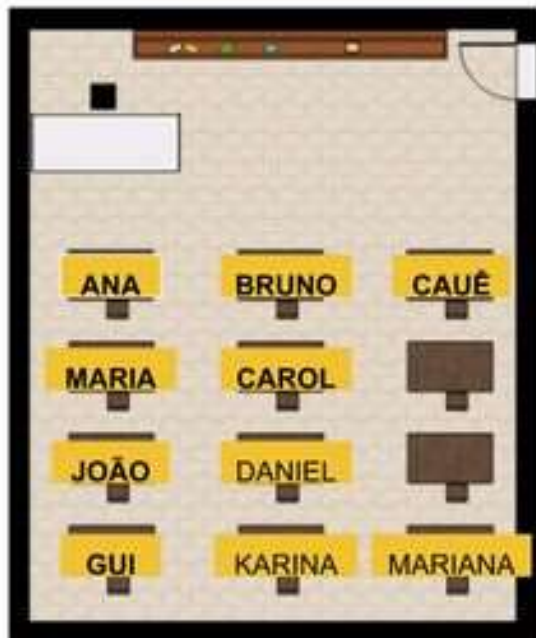 ANA BRUNO CAUÊ
MARIA CAROL
JOÃO DANIEL
GUI KARINA MARIANA